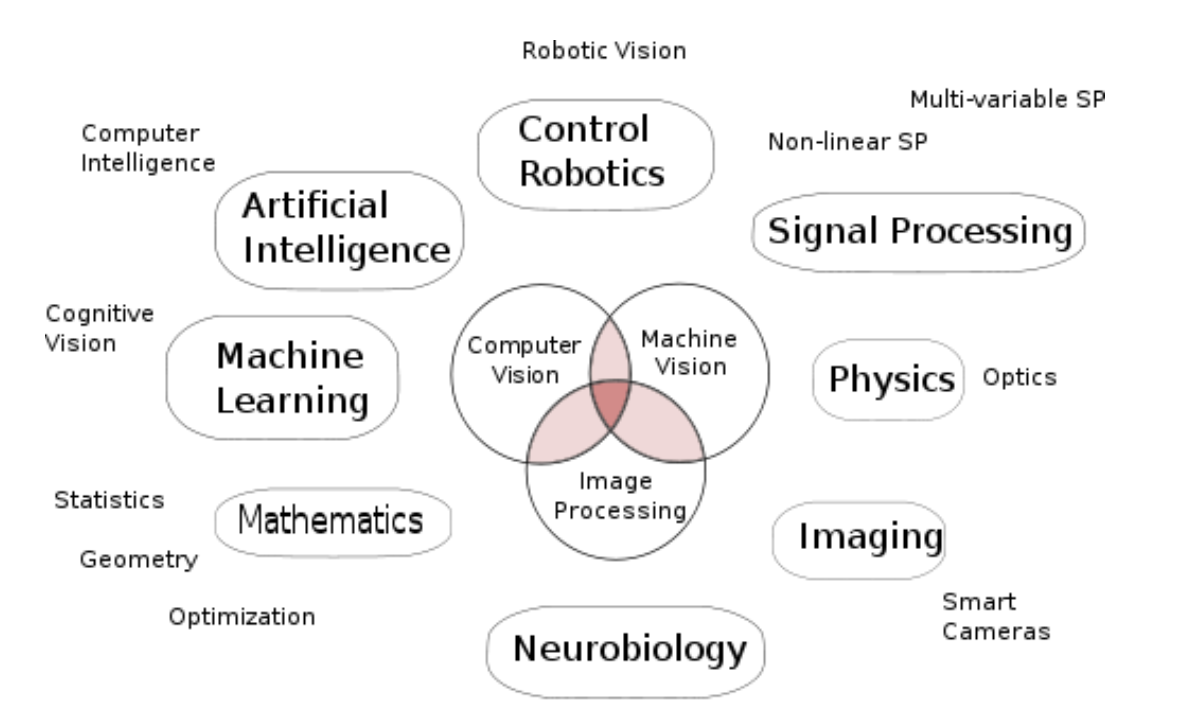 Robotic Vision
Multi-variable SP
Computer
Intelligence
Control
Robotics
Non-linear SP
Artificial
Intelligence
Signal Processing
Cognitive
Vision
Machine
Learning
Computer
Vision
Machine
Vision
Physics
Optics
Statistics
Mathematics
Image
Processing
Imaging
Geometry
Optimization
Smart
Cameras
Neurobiology